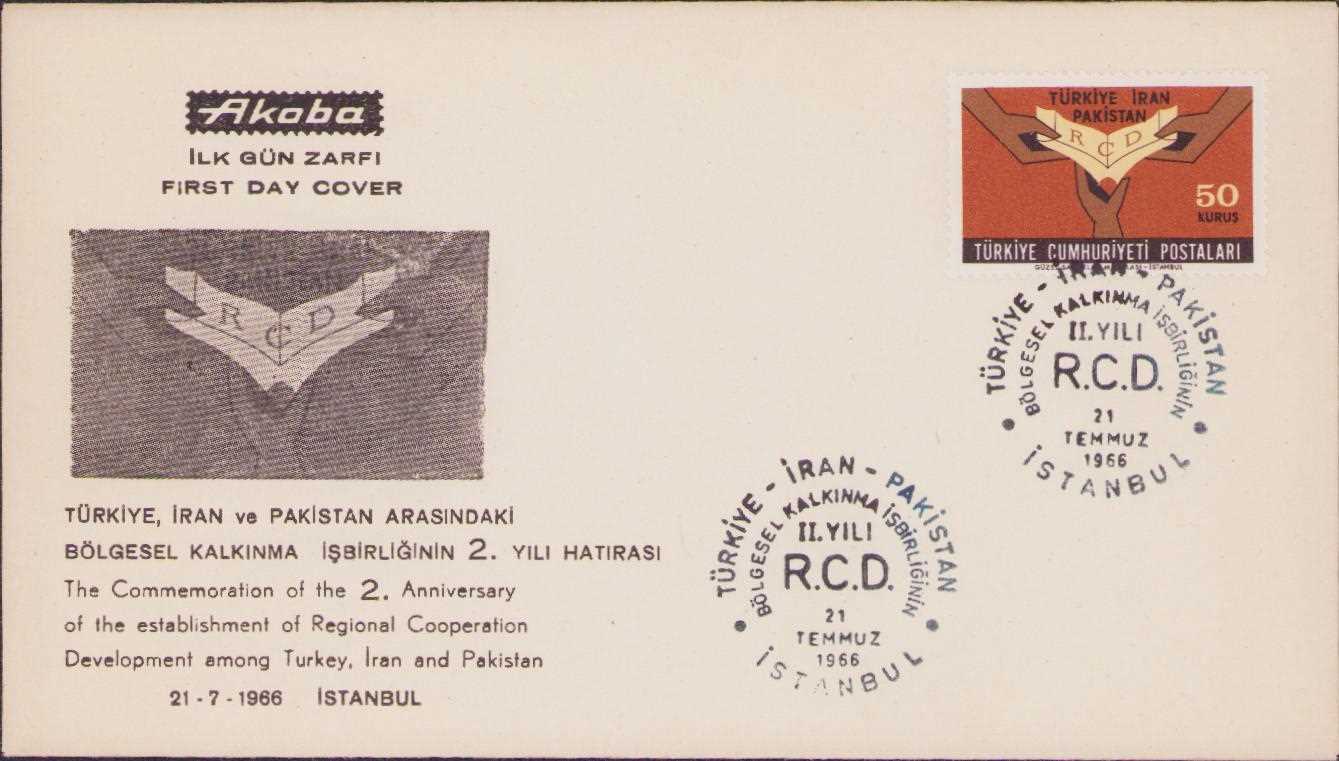 Akoba
İLK GÜN ZARFI
FIRST DAY COVER
R C D
TÜRKİYE, İRAN ve PAKİSTAN ARASINDAKİ
BÖLGESEL KALKINMA İŞBİRLİĞİNİN 2. YILI HATIRASI
The Commemoration of the 2. Anniversary
of the establishment of Regional Cooperation
Development among Turkey, İran and Pakistan
21 - 7 - 1966 İSTANBUL
TÜRKİYE İRAN
PAKİSTAN
R C D
50
KURUŞ
TÜRKİYE CUMHURİYETİ POSTALARI
İSTANBUL
TÜRKİYE - İRAN - PAKİSTAN
BÖLGESEL KALKINMA İŞBİRLİĞİNİN
II. YILI
R.C.D.
21
TEMMUZ
1966
İSTANBUL
TÜRKİYE - İRAN - PAKİSTAN
BÖLGESEL KALKINMA İŞBİRLİĞİNİN
II. YILI
R.C.D.
21
TEMMUZ
1966
İSTANBUL